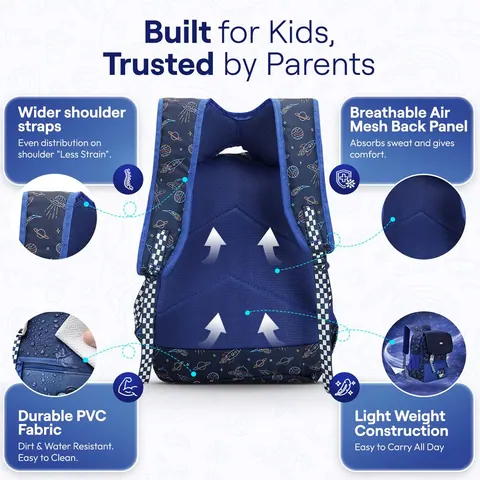 Built for Kids,
Trusted by Parents
Wider shoulder
straps
Even distribution on
shoulder "Less Strain".
Breathable Air
Mesh Back Panel
Absorbs sweat and gives
comfort.
Durable PVC
Fabric
Dirt & Water Resistant.
Easy to Clean.
Light Weight
Construction
Easy to Carry All Day